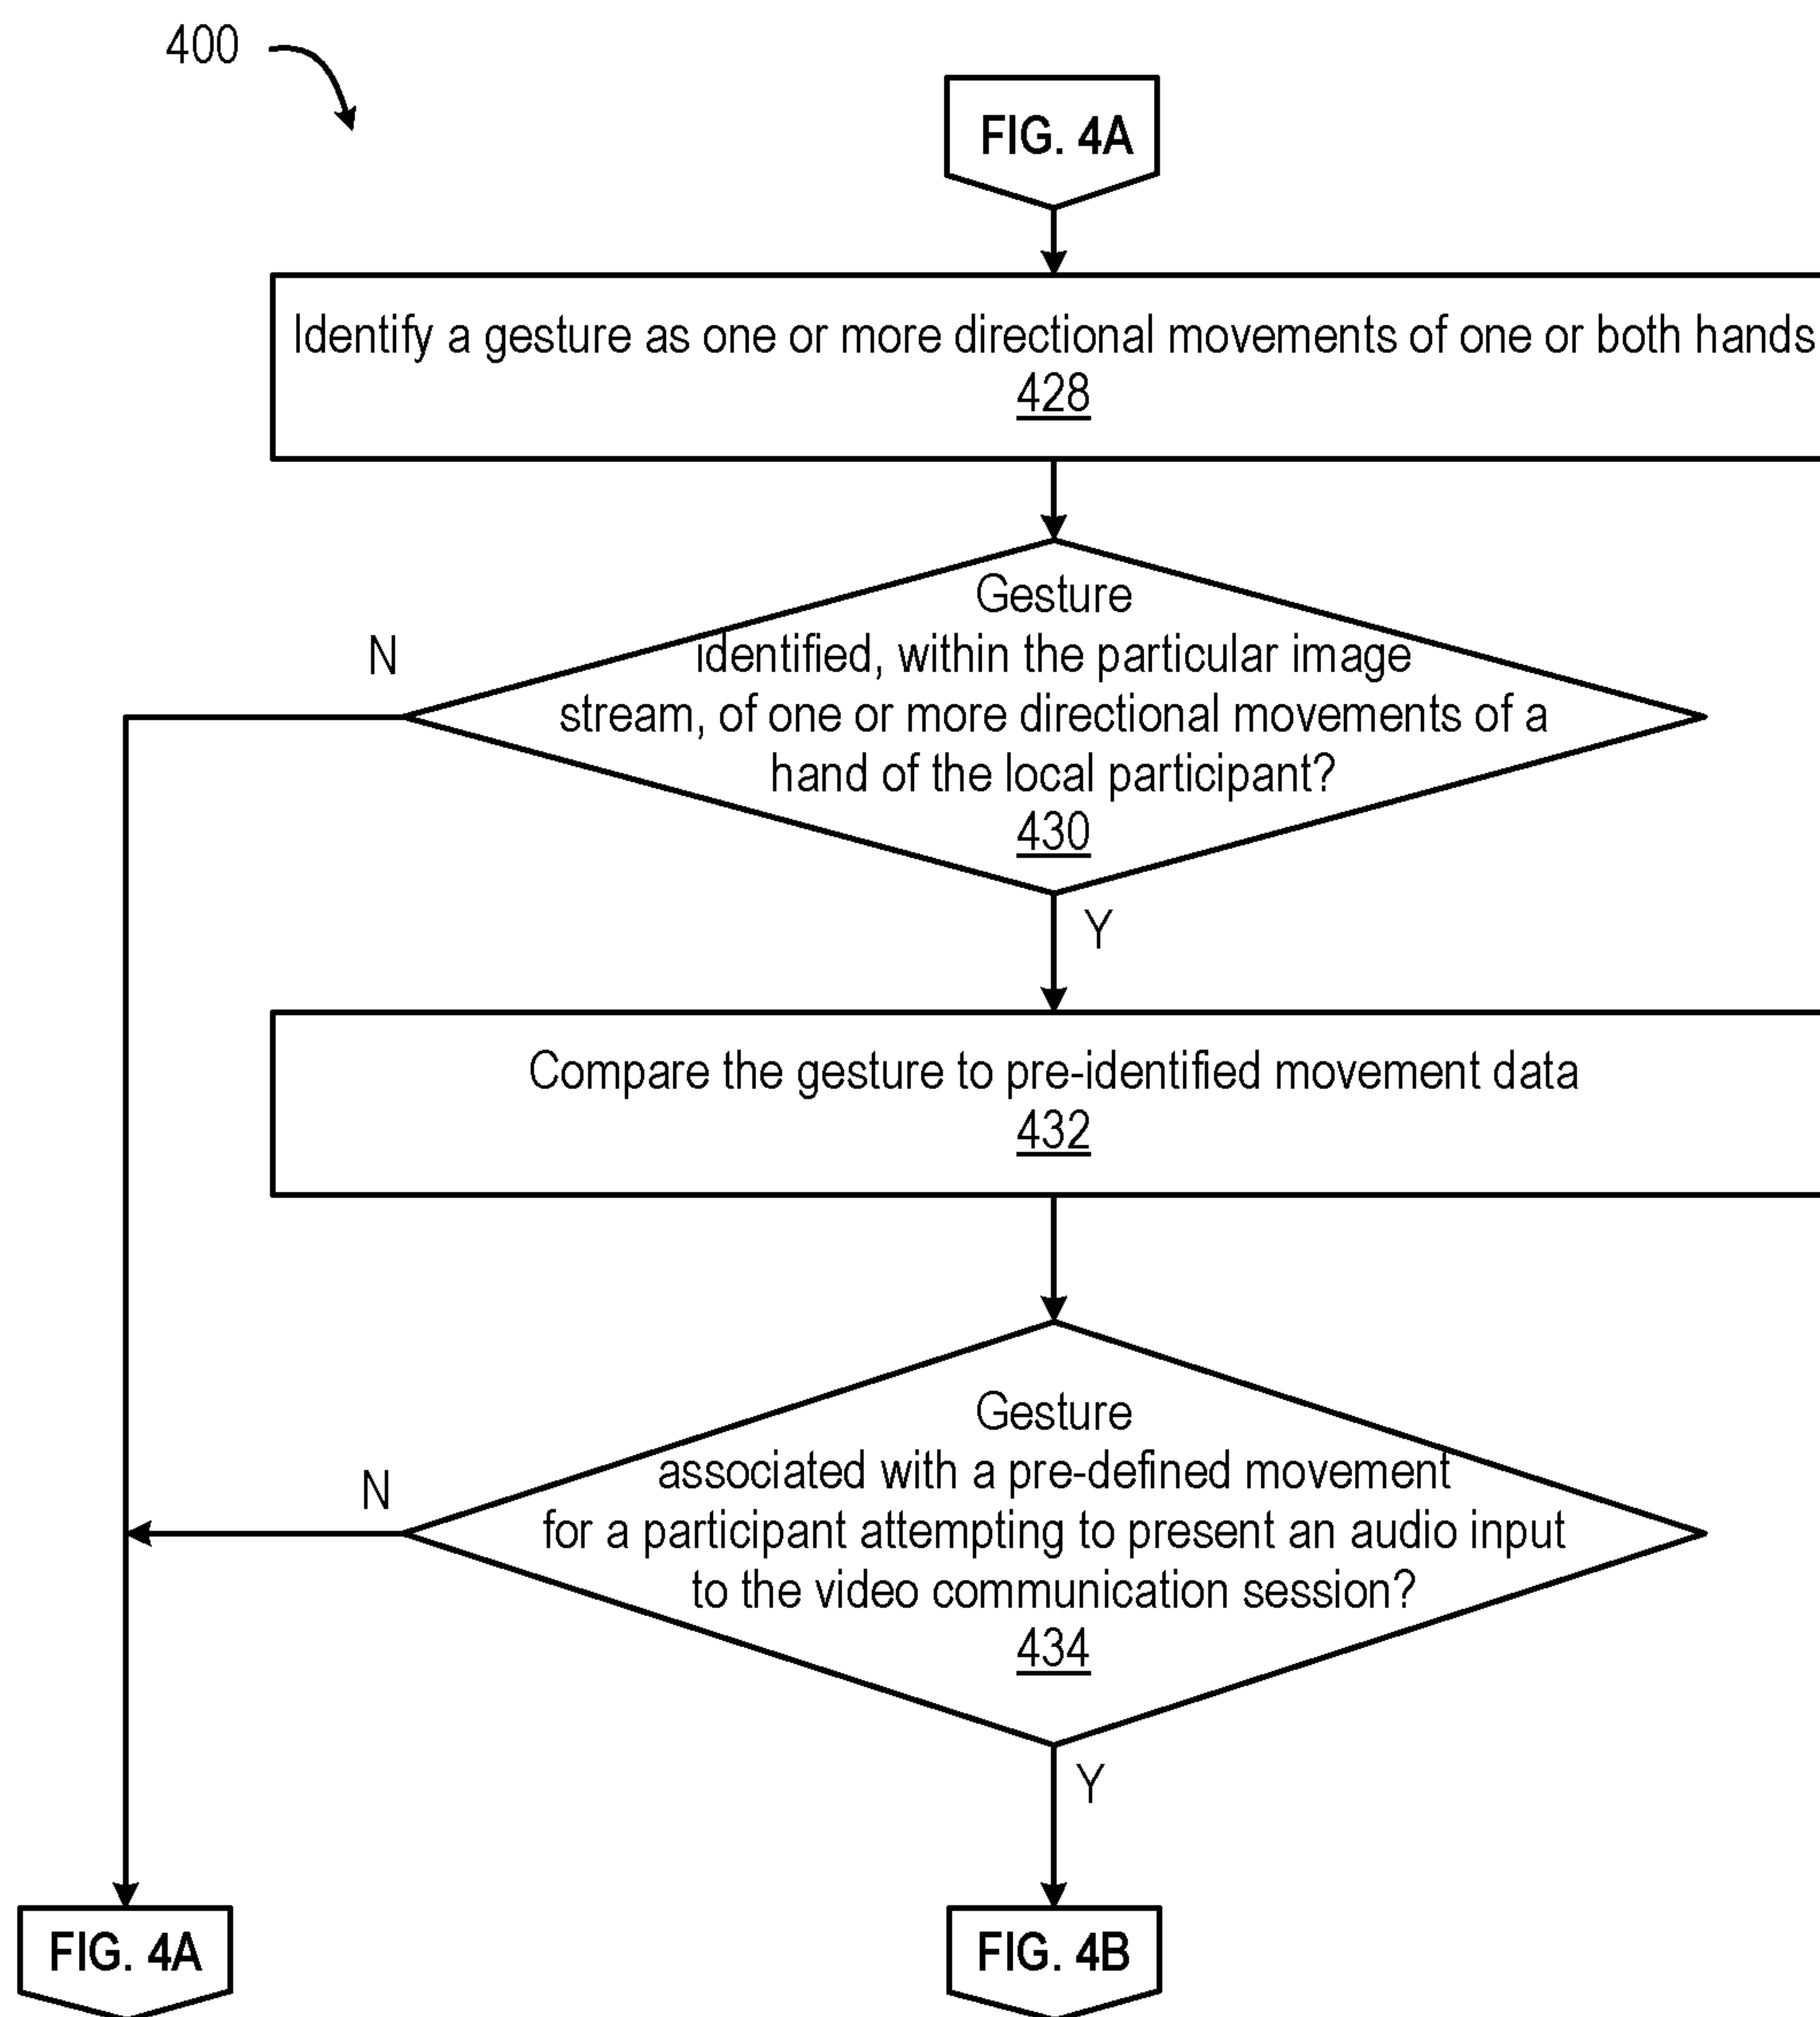 400
FIG. 4A
Identify a gesture as one or more directional movements of one or both hands
428
Gesture
identified, within the particular image
stream, of one or more directional movements of a
hand of the local participant?
430
N
Y
Compare the gesture to pre-identified movement data
432
Gesture
associated with a pre-defined movement
for a participant attempting to present an audio input
to the video communication session?
434
N
Y
FIG. 4A
FIG. 4B